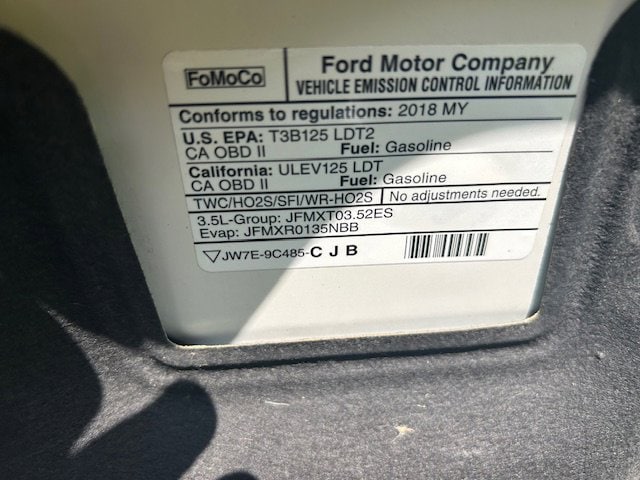 FoMoCo
Ford Motor Company
VEHICLE EMISSION CONTROL INFORMATION
Conforms to regulations: 2018 MY
U.S. EPA: T3B125 LDT2
CA OBD II Fuel: Gasoline
California: ULEV125 LDT
CA OBD II Fuel: Gasoline
TWC/HO2S/SFI/WR-HO2S No adjustments needed.
3.5L-Group: JFMXT03.52ES
Evap: JFMXR0135NBB
JW7E-9C485-C J B